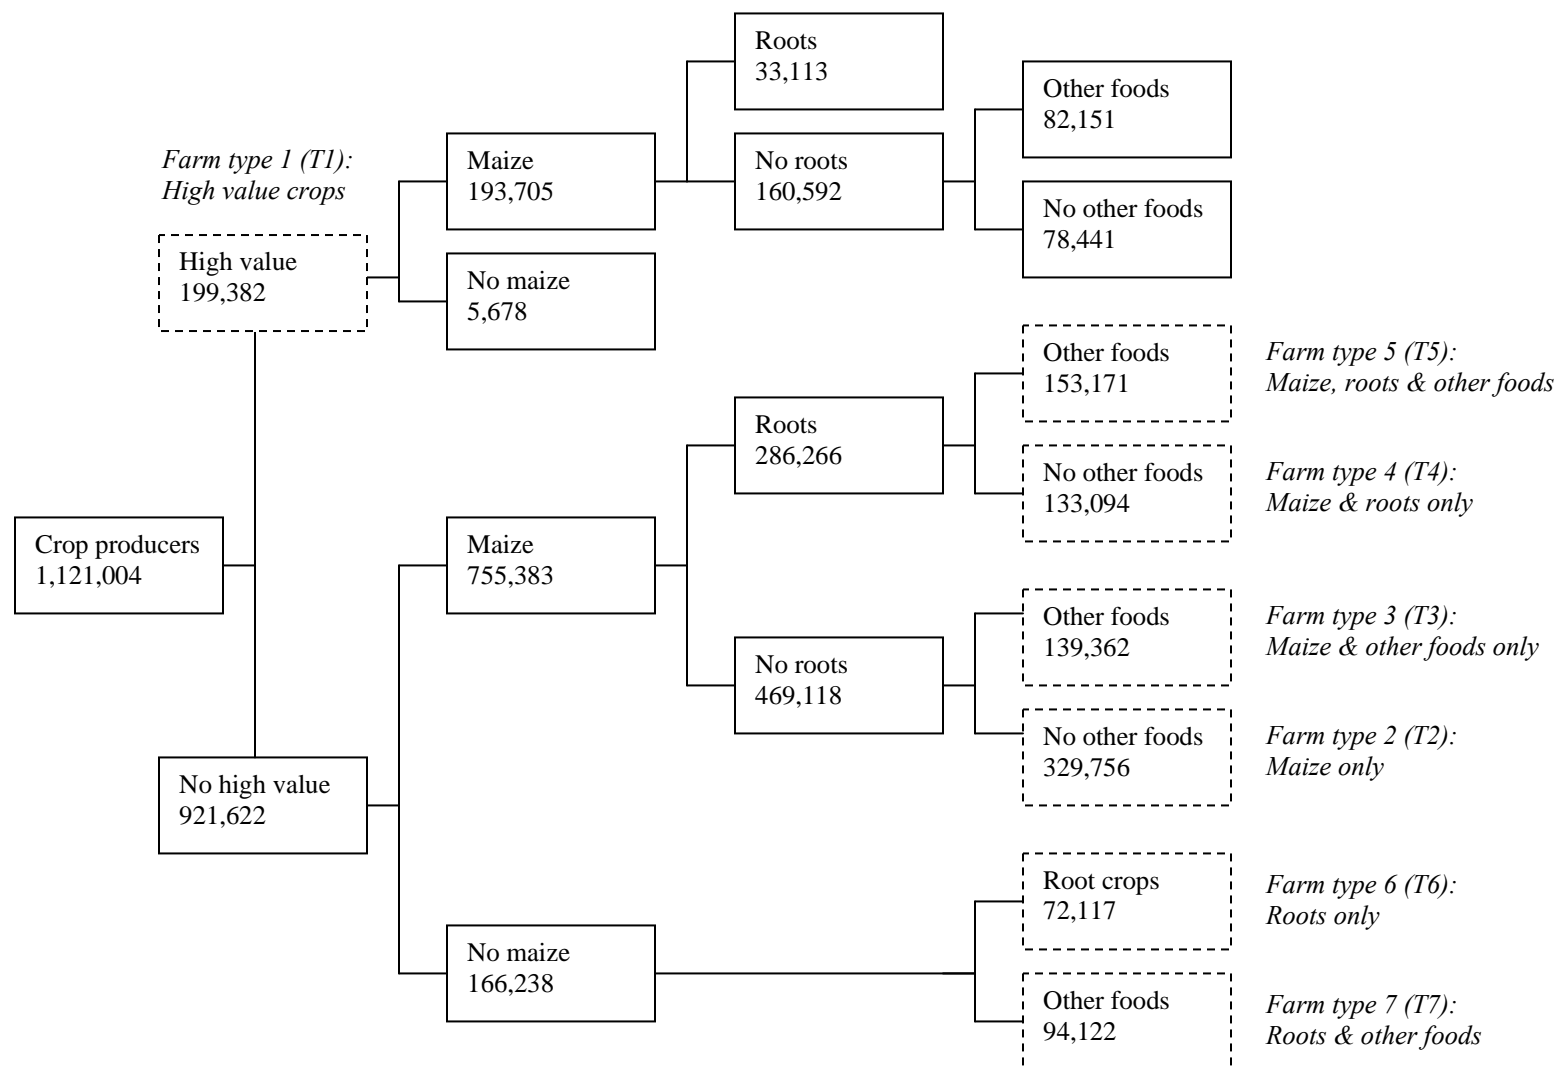 Roots
33,113
Other foods
82,151
Farm type 1 (T1):
High value crops
Maize
193,705
No roots
160,592
No other foods
78,441
High value
199,382
No maize
5,678
Other foods
153,171
Farm type 5 (T5):
Maize, roots & other foods
Roots
286,266
No other foods
133,094
Farm type 4 (T4):
Maize & roots only
Crop producers
1,121,004
Maize
755,383
Other foods
139,362
Farm type 3 (T3):
Maize & other foods only
No roots
469,118
No other foods
329,756
Farm type 2 (T2):
Maize only
No high value
921,622
Root crops
72,117
Farm type 6 (T6):
Roots only
No maize
166,238
Other foods
94,122
Farm type 7 (T7):
Roots & other foods